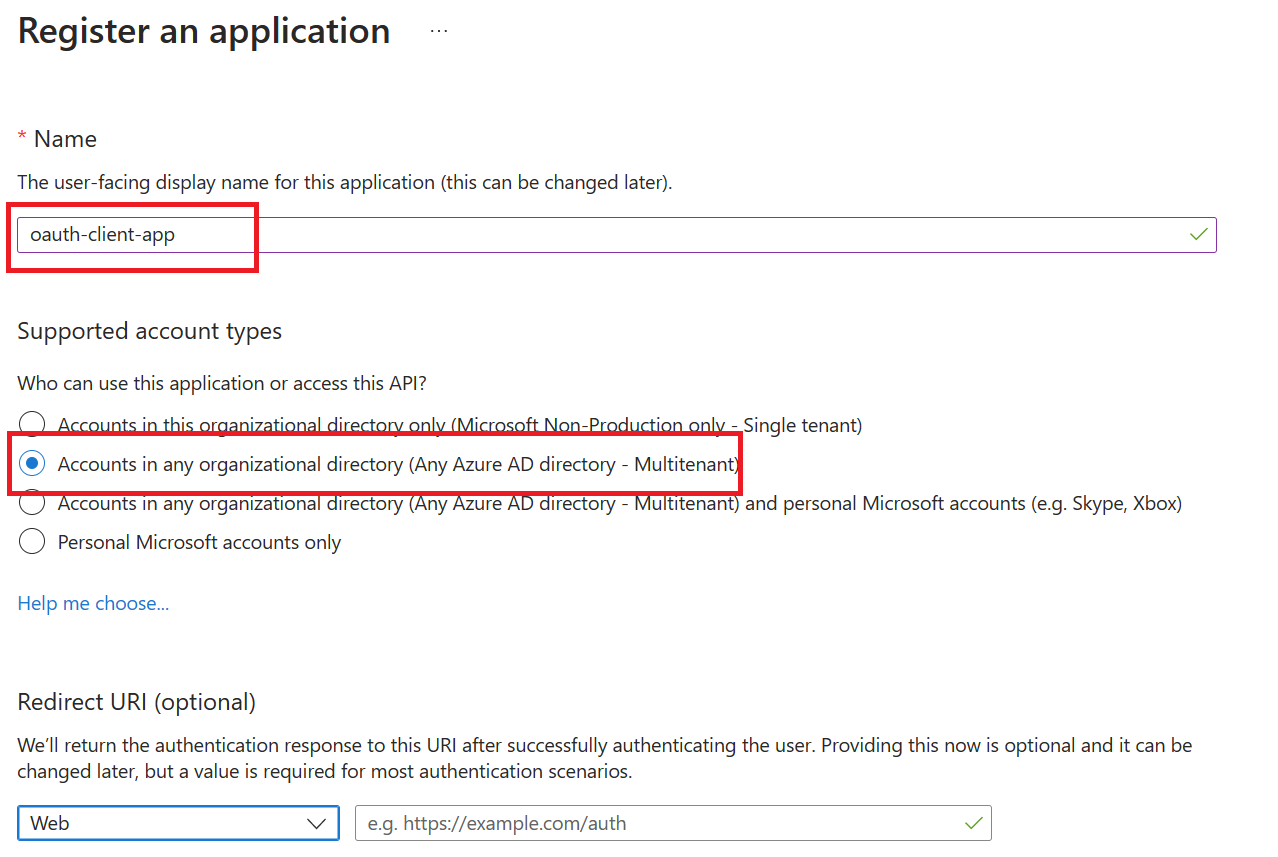 Register an application ...
* Name
The user-facing display name for this application (this can be changed later).
oauth-client-app
Supported account types
Who can use this application or access this API?
Accounts in this organizational directory only (Microsoft Non-Production only - Single tenant)
Accounts in any organizational directory (Any Azure AD directory - Multitenant)
Accounts in any organizational directory (Any Azure AD directory - Multitenant) and personal Microsoft accounts (e.g. Skype, Xbox)
Personal Microsoft accounts only
Help me choose...
Redirect URI (optional)
We'll return the authentication response to this URI after successfully authenticating the user. Providing this now is optional and it can be
changed later, but a value is required for most authentication scenarios.
Web e.g. https://example.com/auth